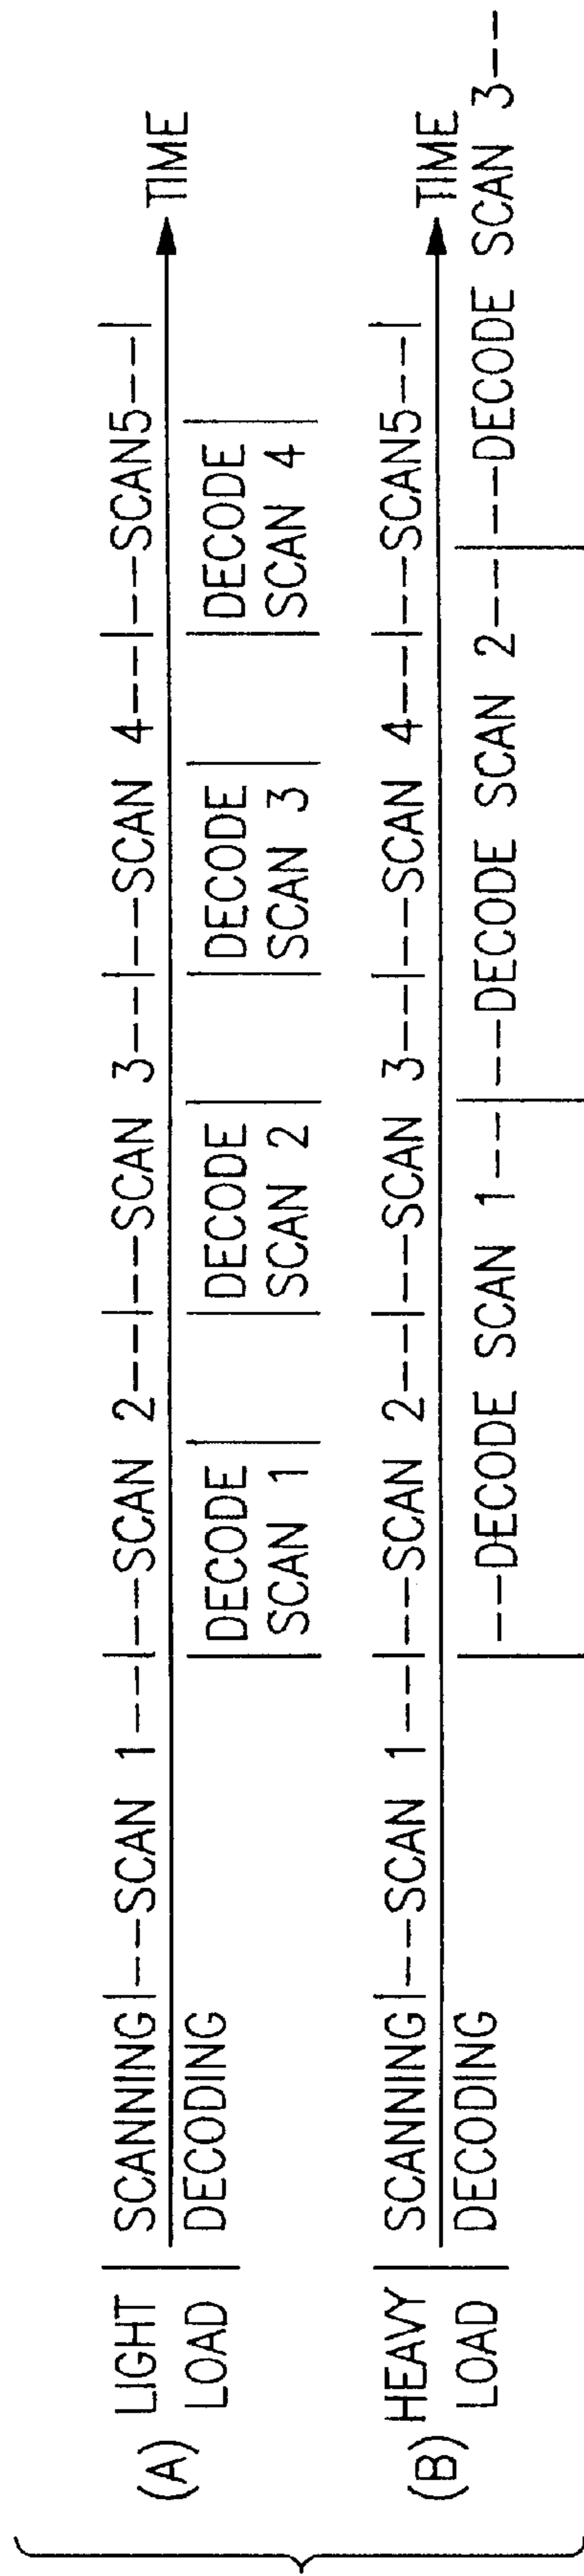 (A) LIGHT LOAD
SCANNING |---SCAN 1---|---SCAN 2---|---SCAN 3---|---SCAN 4---|---SCAN5---|
TIME
DECODING
DECODE SCAN 1
DECODE SCAN 2
DECODE SCAN 3
DECODE SCAN 4
(B) HEAVY LOAD
SCANNING |---SCAN 1---|---SCAN 2---|---SCAN 3---|---SCAN 4---|---SCAN5---|
TIME
DECODING
--DECODE SCAN 1---|---DECODE SCAN 2---|---DECODE SCAN 3---